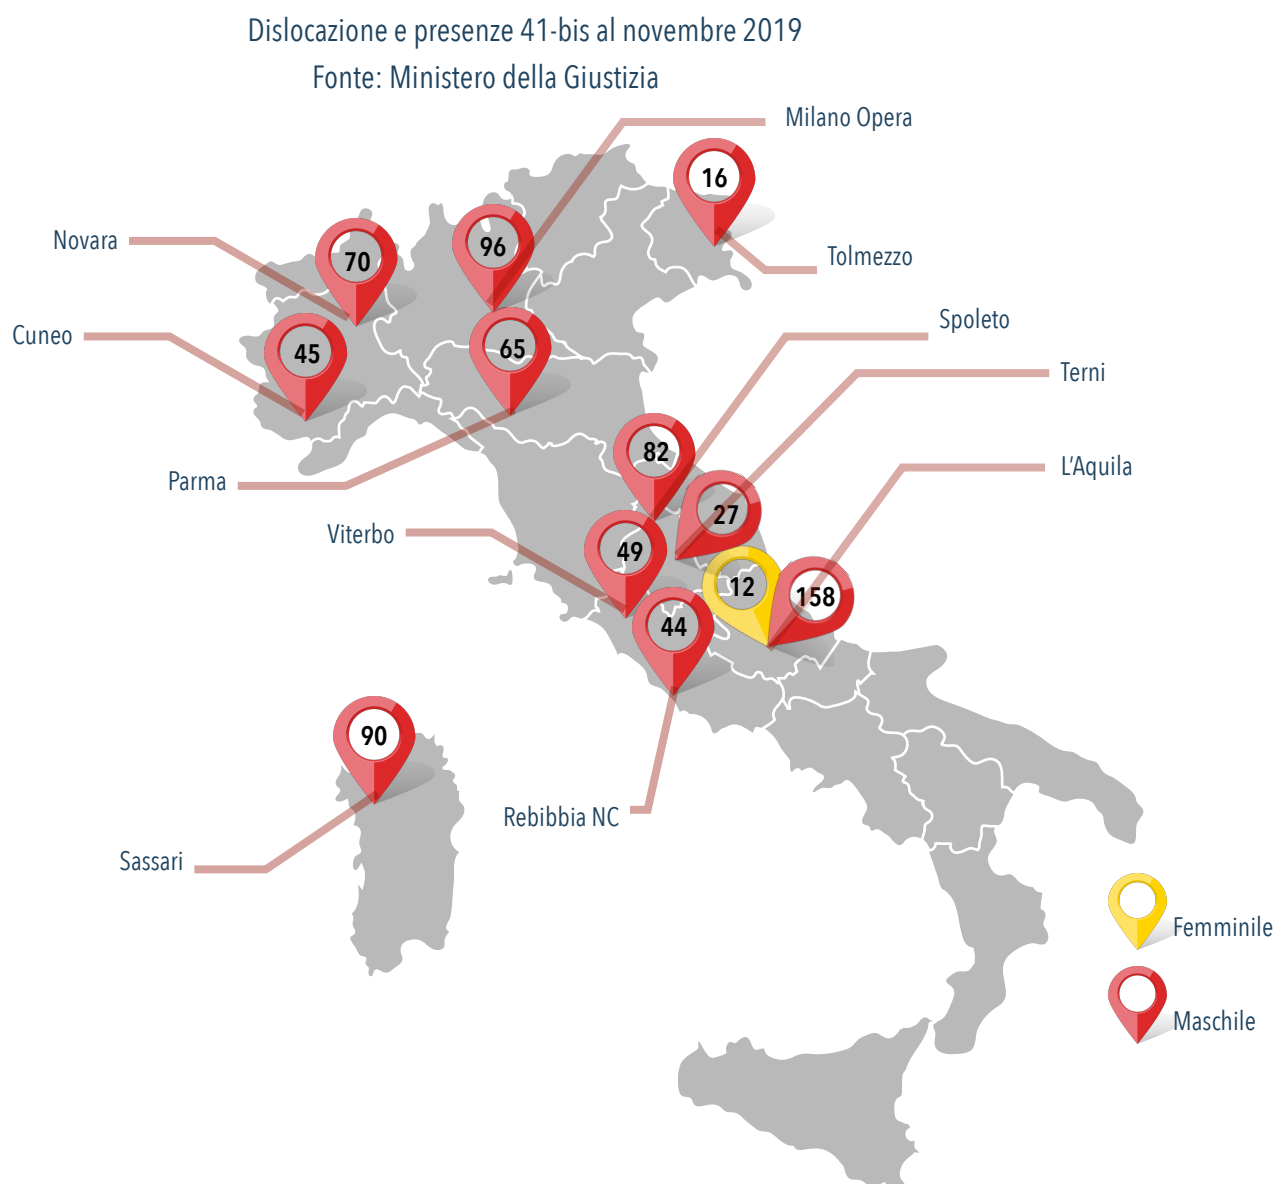 Dislocazione e presenze 41-bis al novembre 2019
Fonte: Ministero della Giustizia
Milano Opera
16
Novara
70
96
Tolmezzo
Cuneo
45
65
Spoleto
Terni
82
L'Aquila
Parma
27
Viterbo
49
12
158
44
90
Rebibbia NC
Sassari
Femminile
Maschile